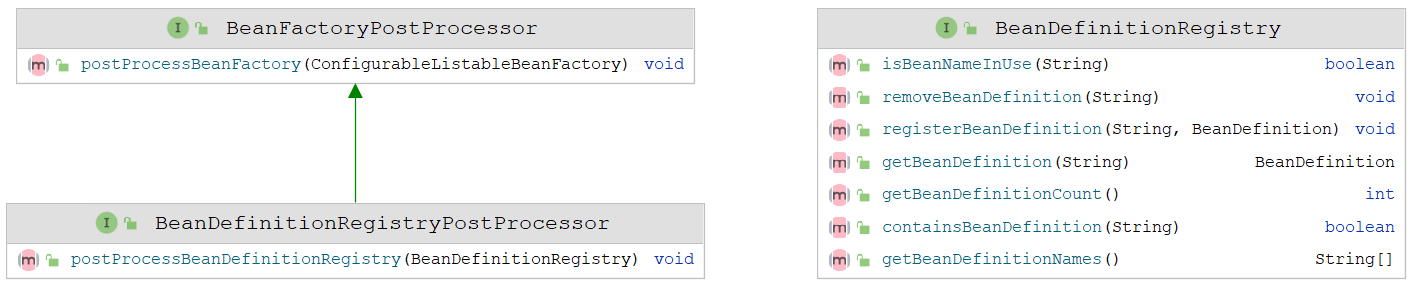 I BeanFactoryPostProcessor
m postProcessBeanFactory(ConfigurableListableBeanFactory) void
I BeanDefinitionRegistryPostProcessor
m postProcessBeanDefinitionRegistry(BeanDefinitionRegistry) void
I BeanDefinitionRegistry
m isBeanNameInUse(String) boolean
m removeBeanDefinition(String) void
m registerBeanDefinition(String, BeanDefinition) void
m getBeanDefinition(String) BeanDefinition
m getBeanDefinitionCount() int
m containsBeanDefinition(String) boolean
m getBeanDefinitionNames() String[]